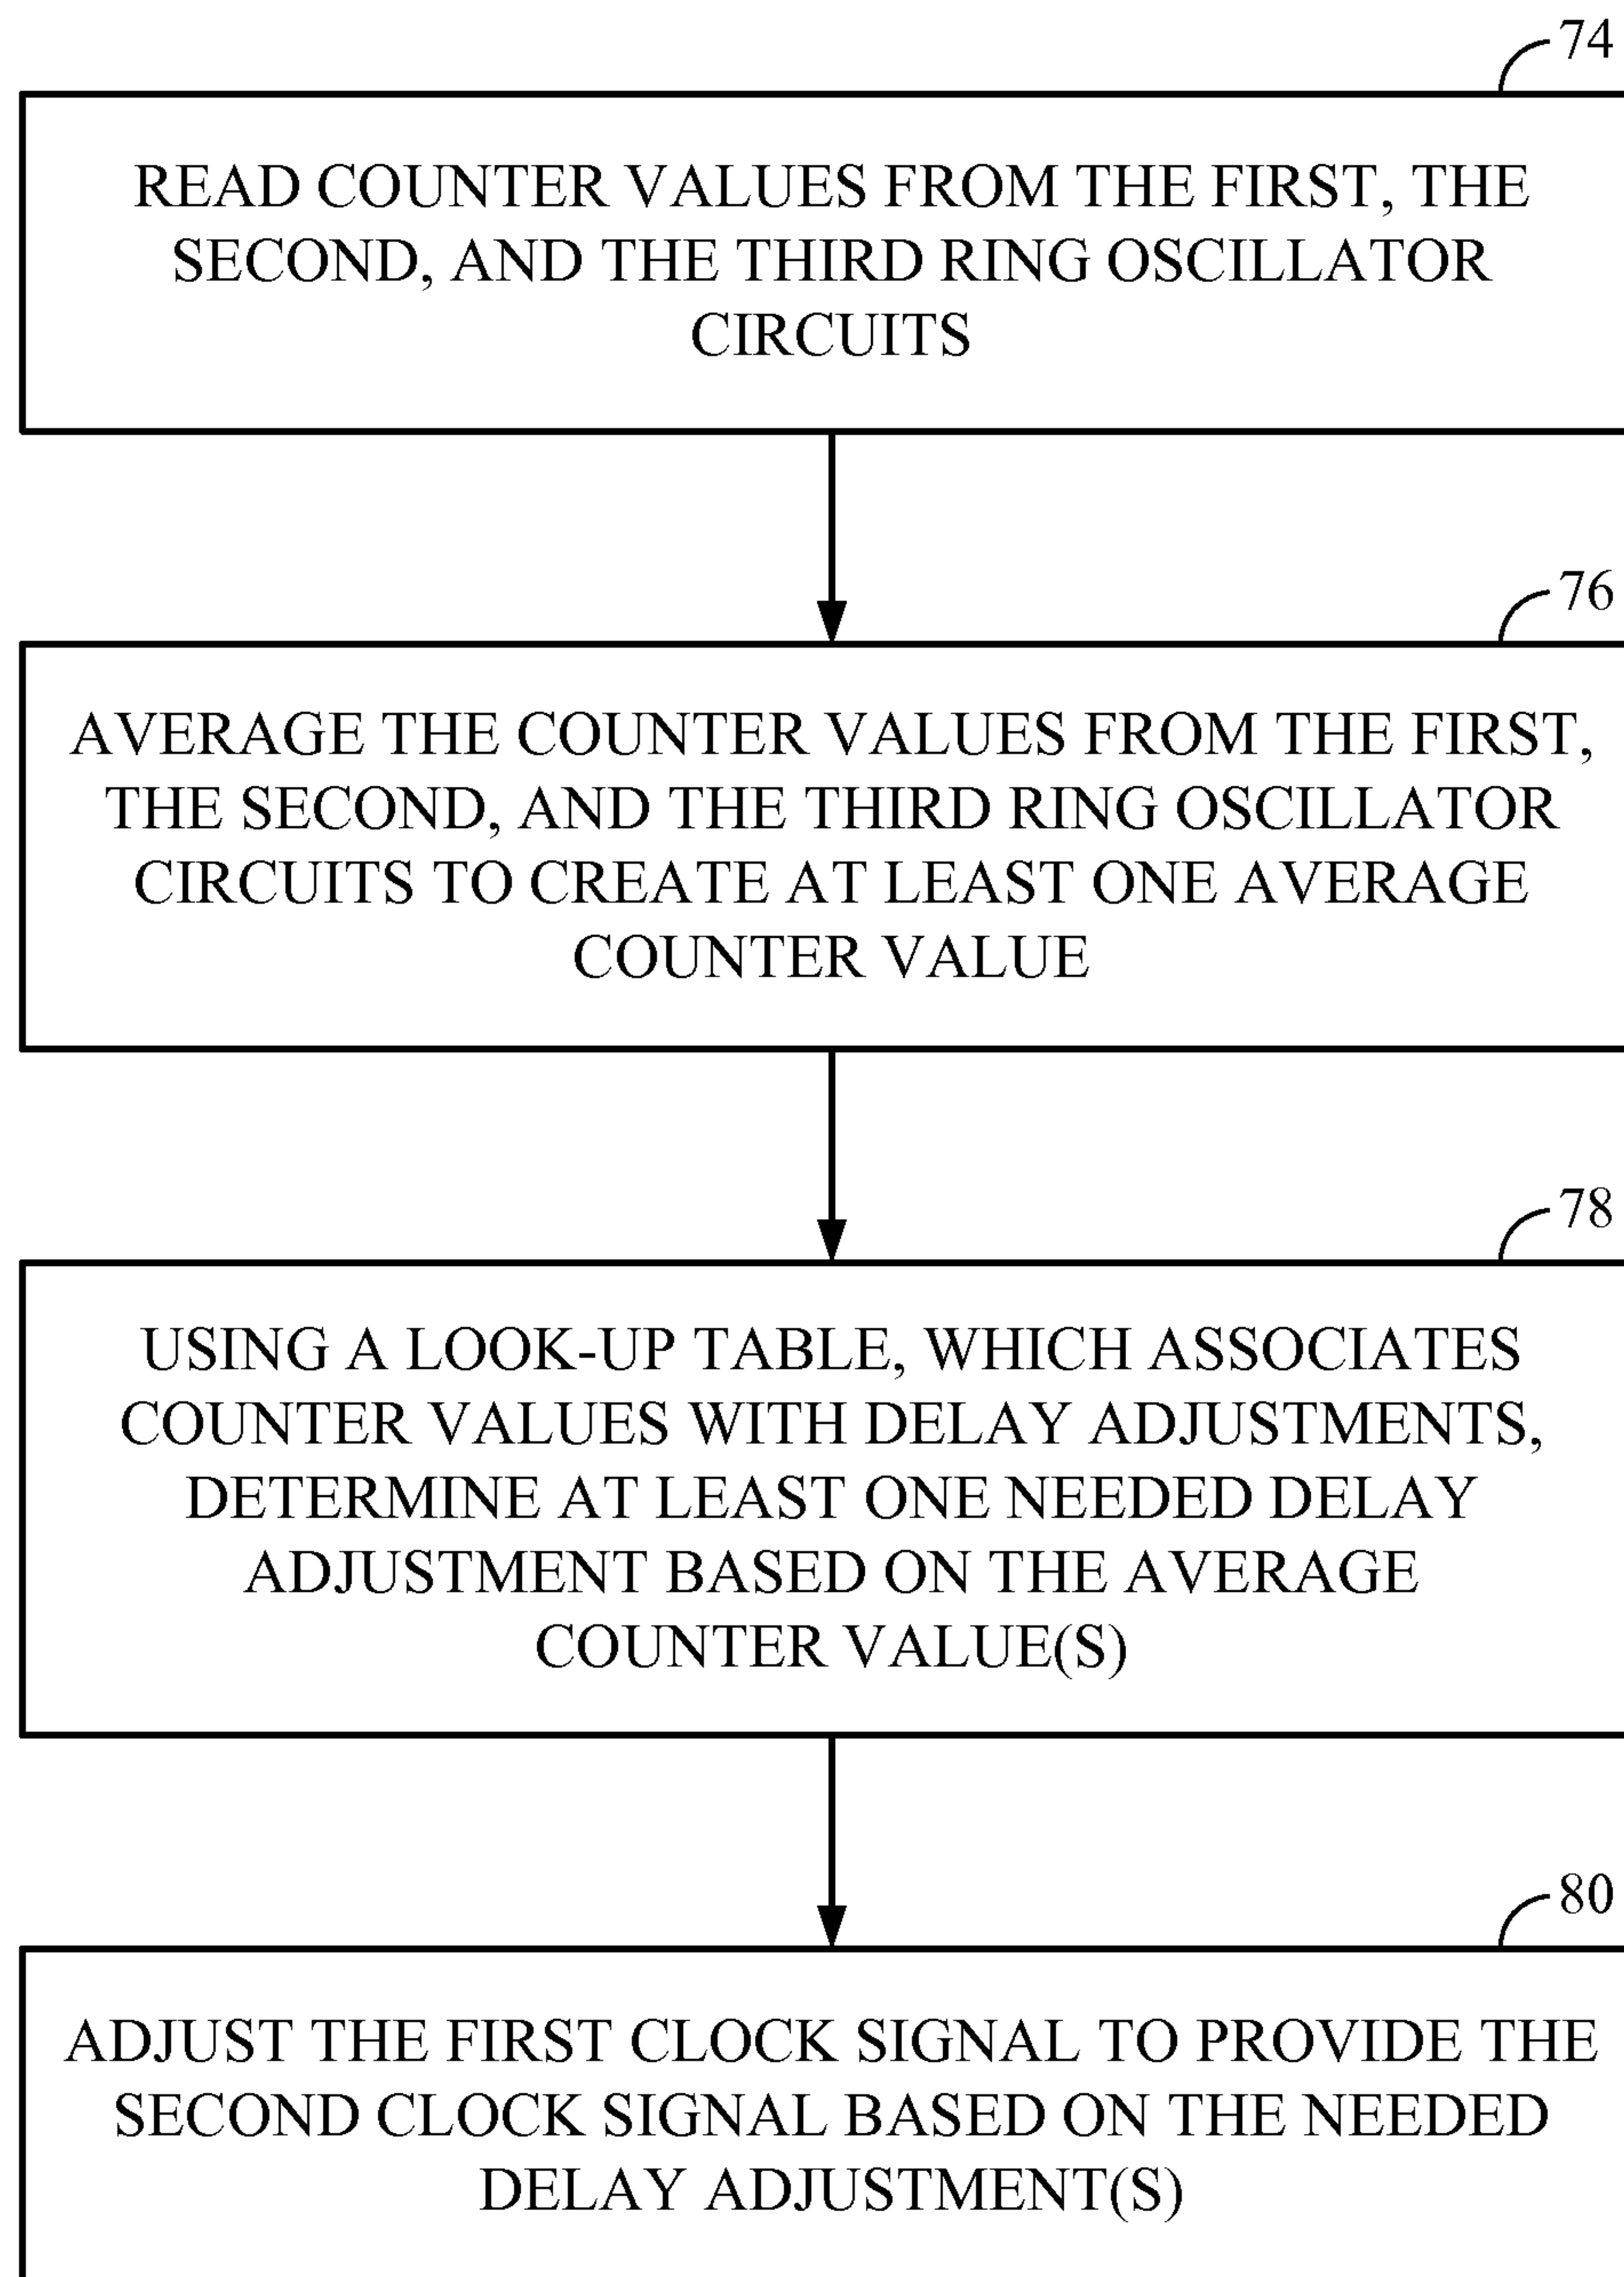 74
READ COUNTER VALUES FROM THE FIRST, THE
SECOND, AND THE THIRD RING OSCILLATOR
CIRCUITS
76
AVERAGE THE COUNTER VALUES FROM THE FIRST,
THE SECOND, AND THE THIRD RING OSCILLATOR
CIRCUITS TO CREATE AT LEAST ONE AVERAGE
COUNTER VALUE
78
USING A LOOK-UP TABLE, WHICH ASSOCIATES
COUNTER VALUES WITH DELAY ADJUSTMENTS,
DETERMINE AT LEAST ONE NEEDED DELAY
ADJUSTMENT BASED ON THE AVERAGE
COUNTER VALUE(S)
80
ADJUST THE FIRST CLOCK SIGNAL TO PROVIDE THE
SECOND CLOCK SIGNAL BASED ON THE NEEDED
DELAY ADJUSTMENT(S)